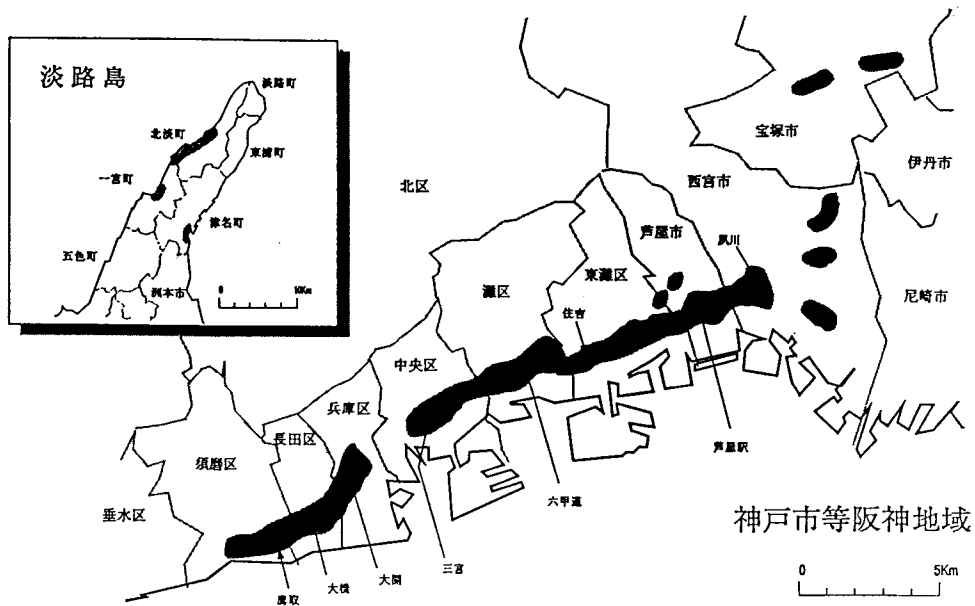 淡路島
淡路町
北淡町
東浦町
一宮町
津名町
五色町
洲本市
0 10Km
北区
宝塚市
伊丹市
西宮市
芦屋市
夙川
東灘区
灘区
住吉
尼崎市
中央区
兵庫区
長田区
須磨区
垂水区
芦屋駅
六甲道
三宮
大開
大橋
鷹取
神戸市等阪神地域
0 5Km